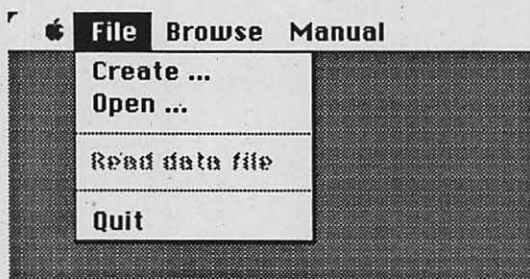 File Browse Manual
Create ...
Open ...
Read data file
Quit